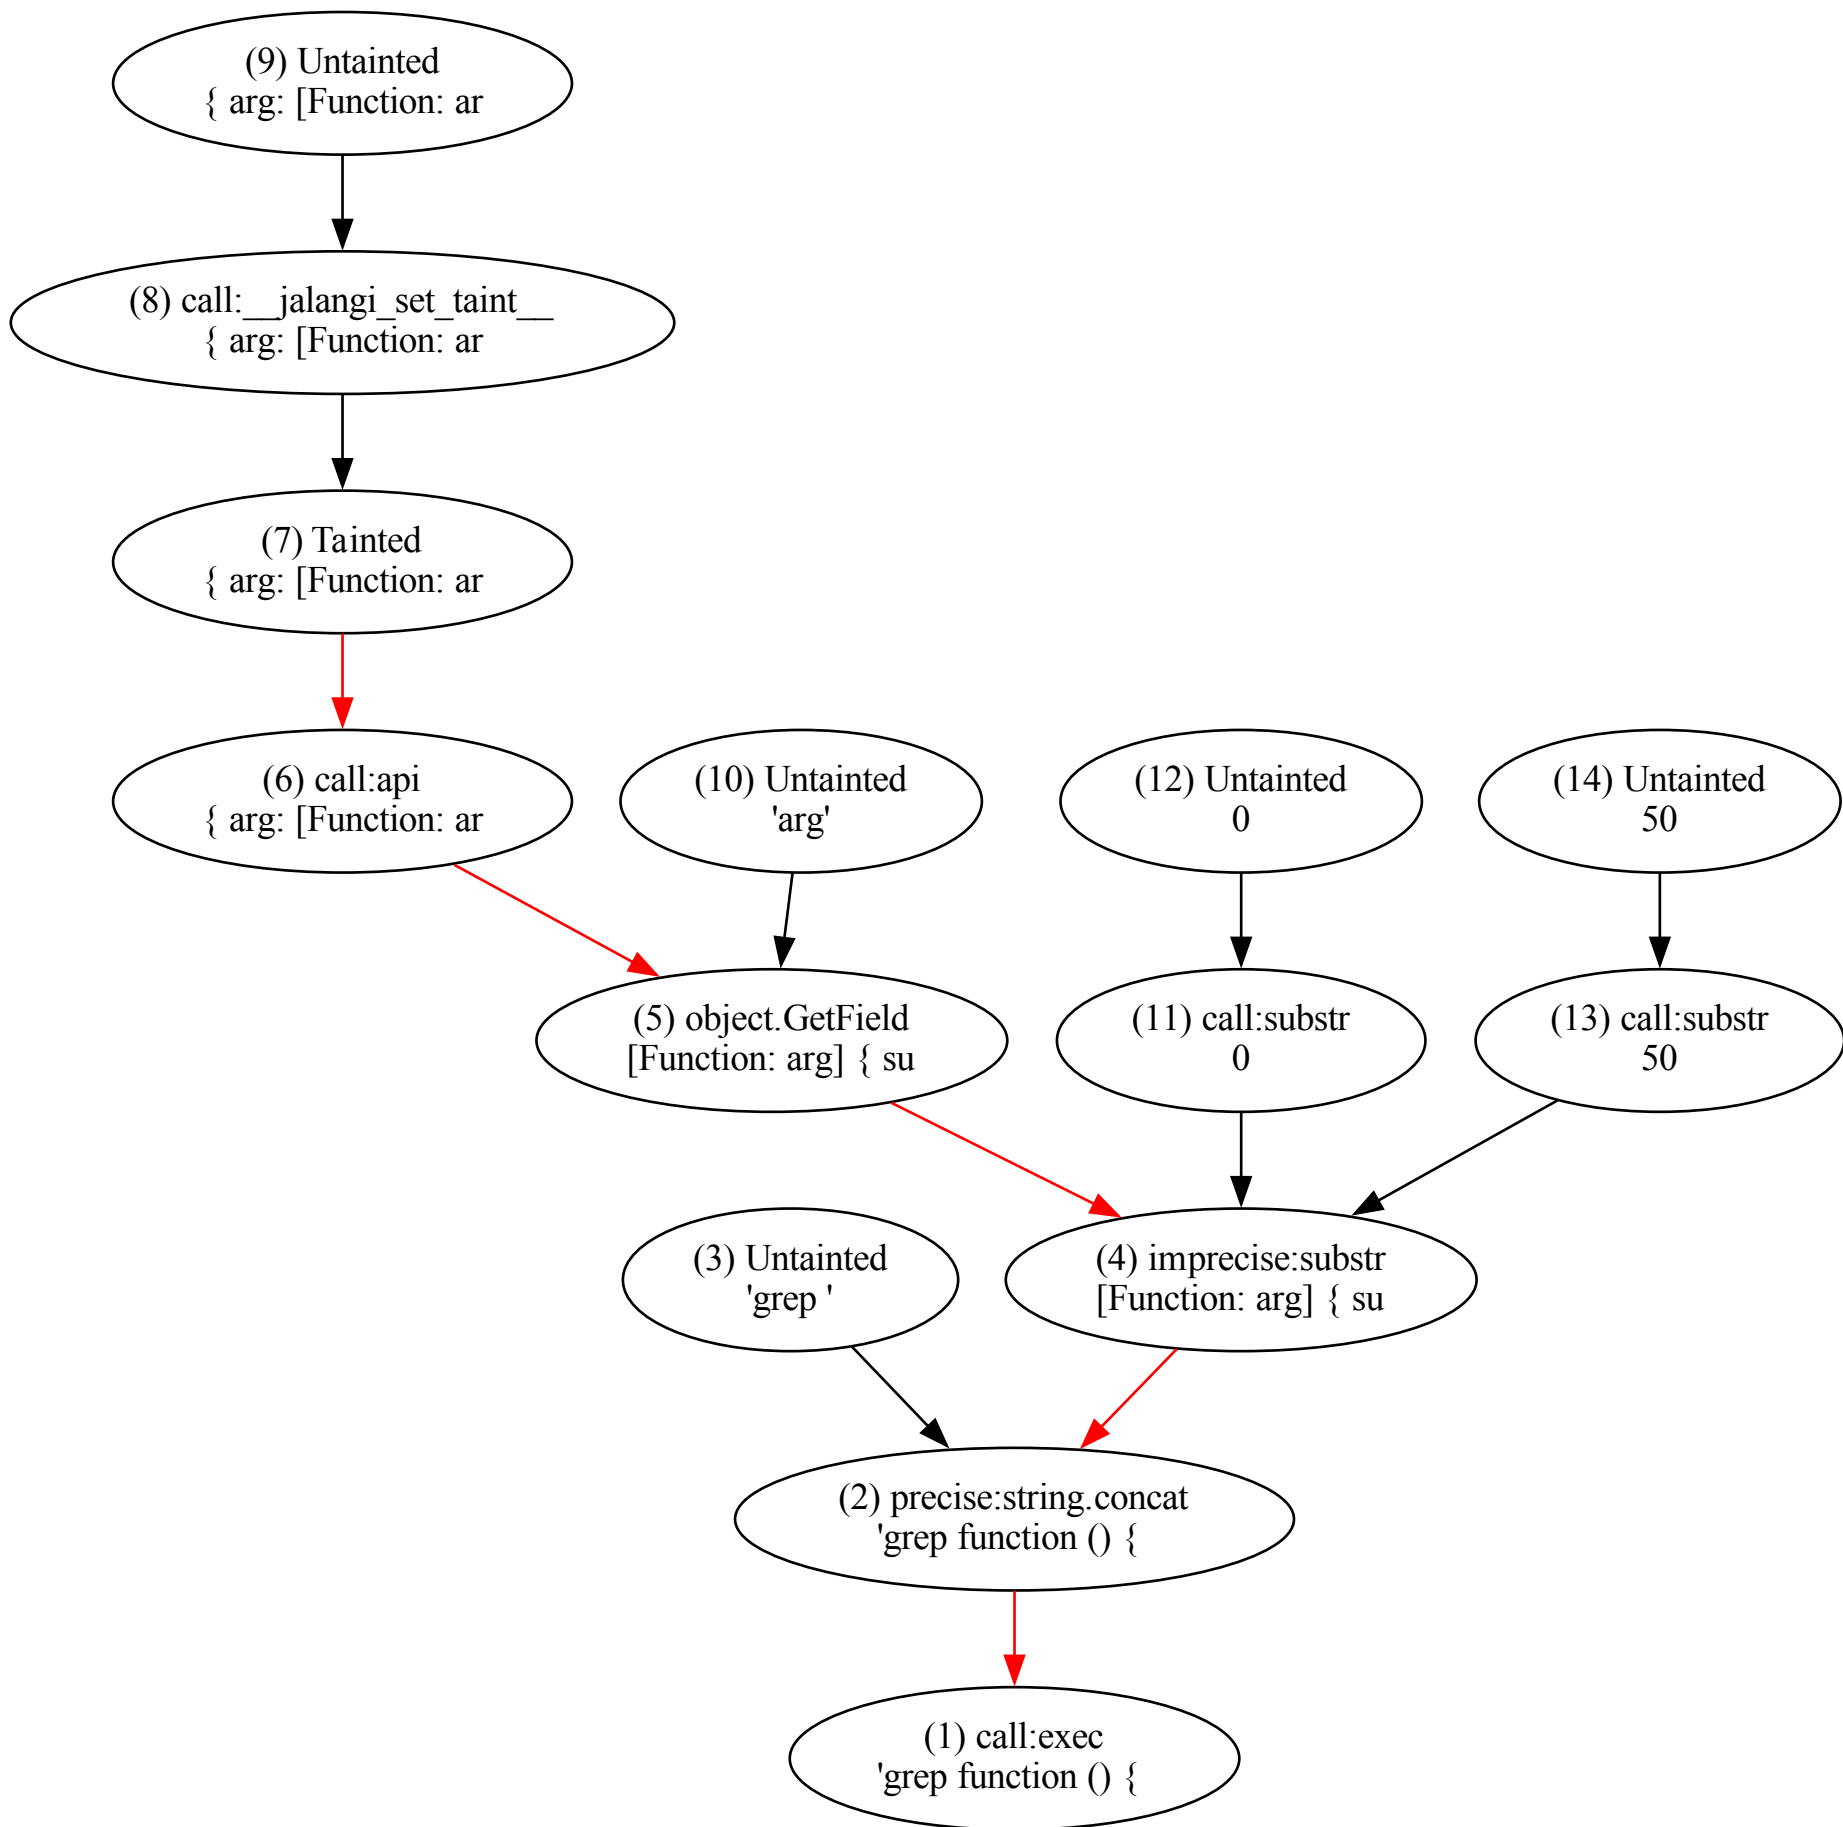 (9) Untainted
{ arg: [Function: ar
(8) call:__jalangi_set_taint__
{ arg: [Function: ar
(7) Tainted
{ arg: [Function: ar
(6) call:api
{ arg: [Function: ar
(10) Untainted
'arg'
(12) Untainted
0
(14) Untainted
50
(5) object.GetField
[Function: arg] { su
(11) call:substr
0
(13) call:substr
50
(3) Untainted
'grep '
(4) imprecise:substr
[Function: arg] { su
(2) precise:string.concat
'grep function () {
(1) call:exec
'grep function () {